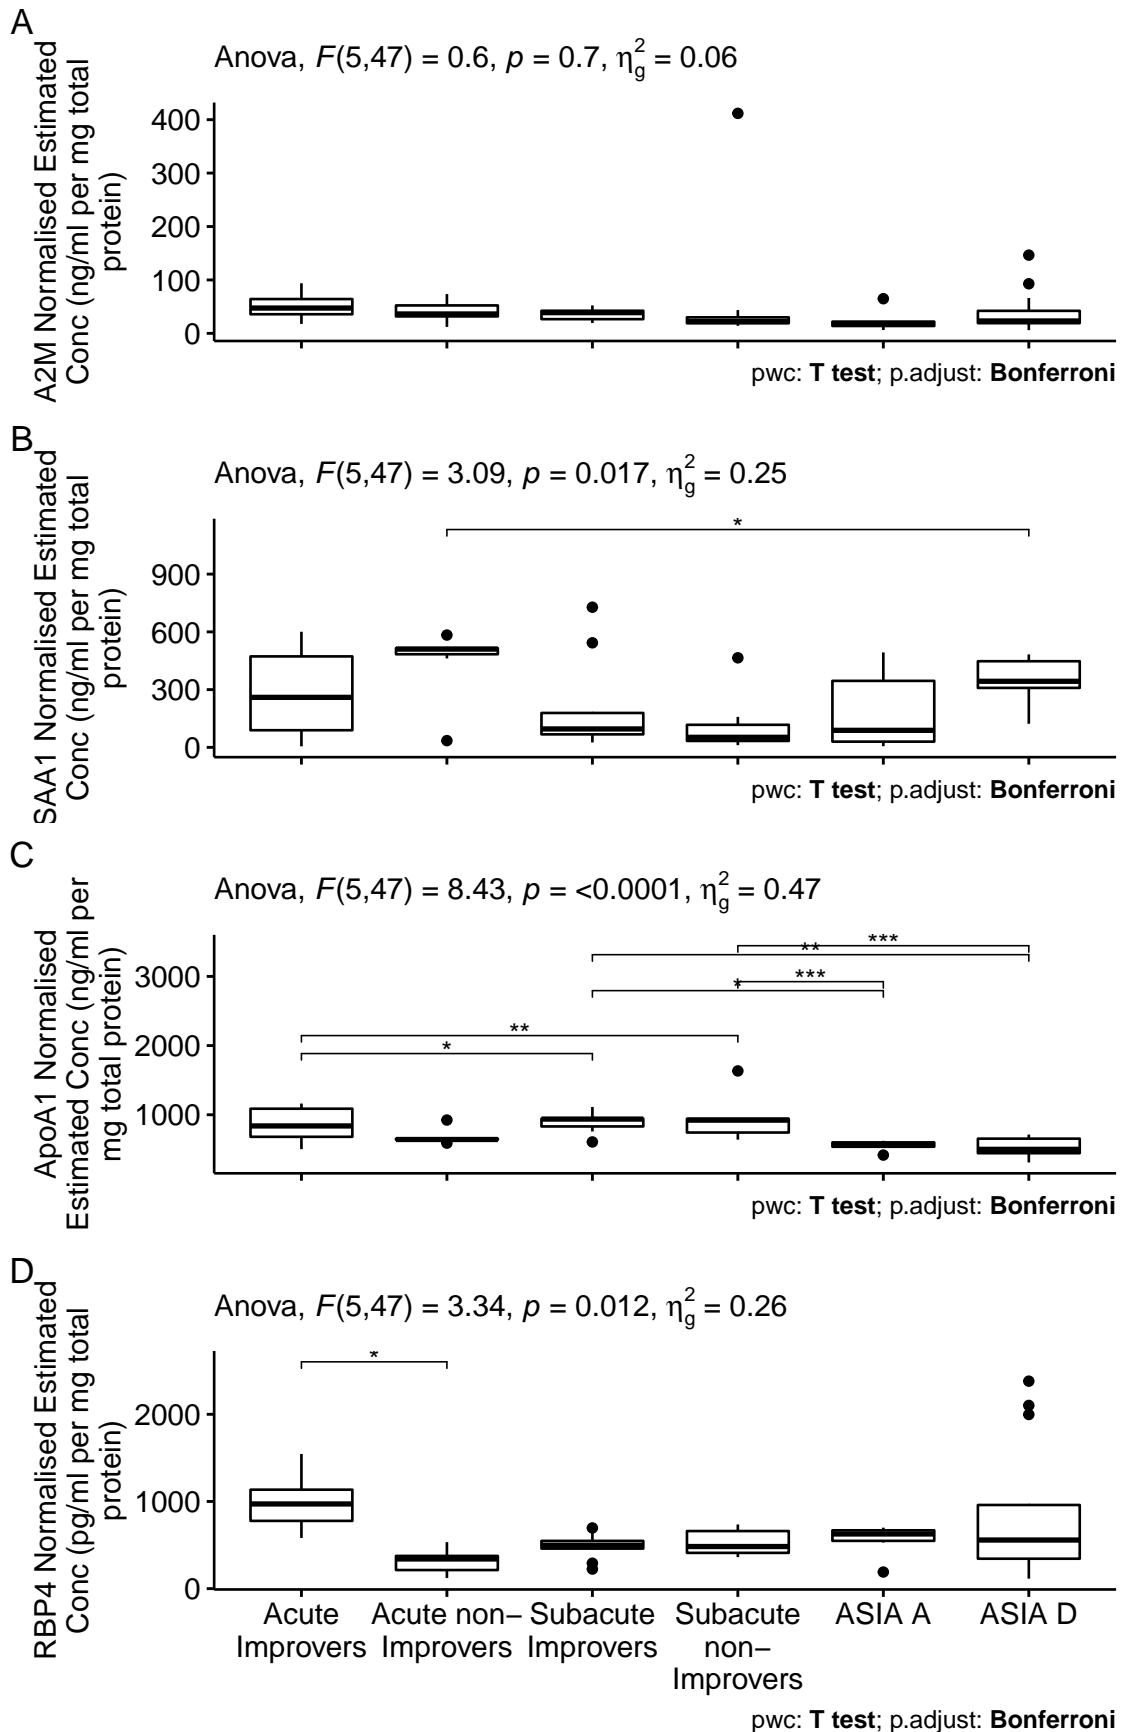 A
Anova, F(5,47) = 0.6, p = 0.7, η²g = 0.06
A2M Normalised Estimated
Conc (ng/ml per mg total
protein)
400
300
200
100
0
pwc: T test; p.adjust: Bonferroni
B
Anova, F(5,47) = 3.09, p = 0.017, η²g = 0.25
SAA1 Normalised Estimated
Conc (ng/ml per mg total
protein)
*
900
600
300
0
pwc: T test; p.adjust: Bonferroni
C
Anova, F(5,47) = 8.43, p = <0.0001, η²g = 0.47
ApoA1 Normalised
Estimated Conc (ng/ml per
mg total protein)
***
**
***
*
**
*
3000
2000
1000
pwc: T test; p.adjust: Bonferroni
D
Anova, F(5,47) = 3.34, p = 0.012, η²g = 0.26
RBP4 Normalised Estimated
Conc (pg/ml per mg total
protein)
*
2000
1000
0
Acute
Improvers
Acute non−
Improvers
Subacute
Improvers
Subacute
non−
Improvers
ASIA A
ASIA D
pwc: T test; p.adjust: Bonferroni